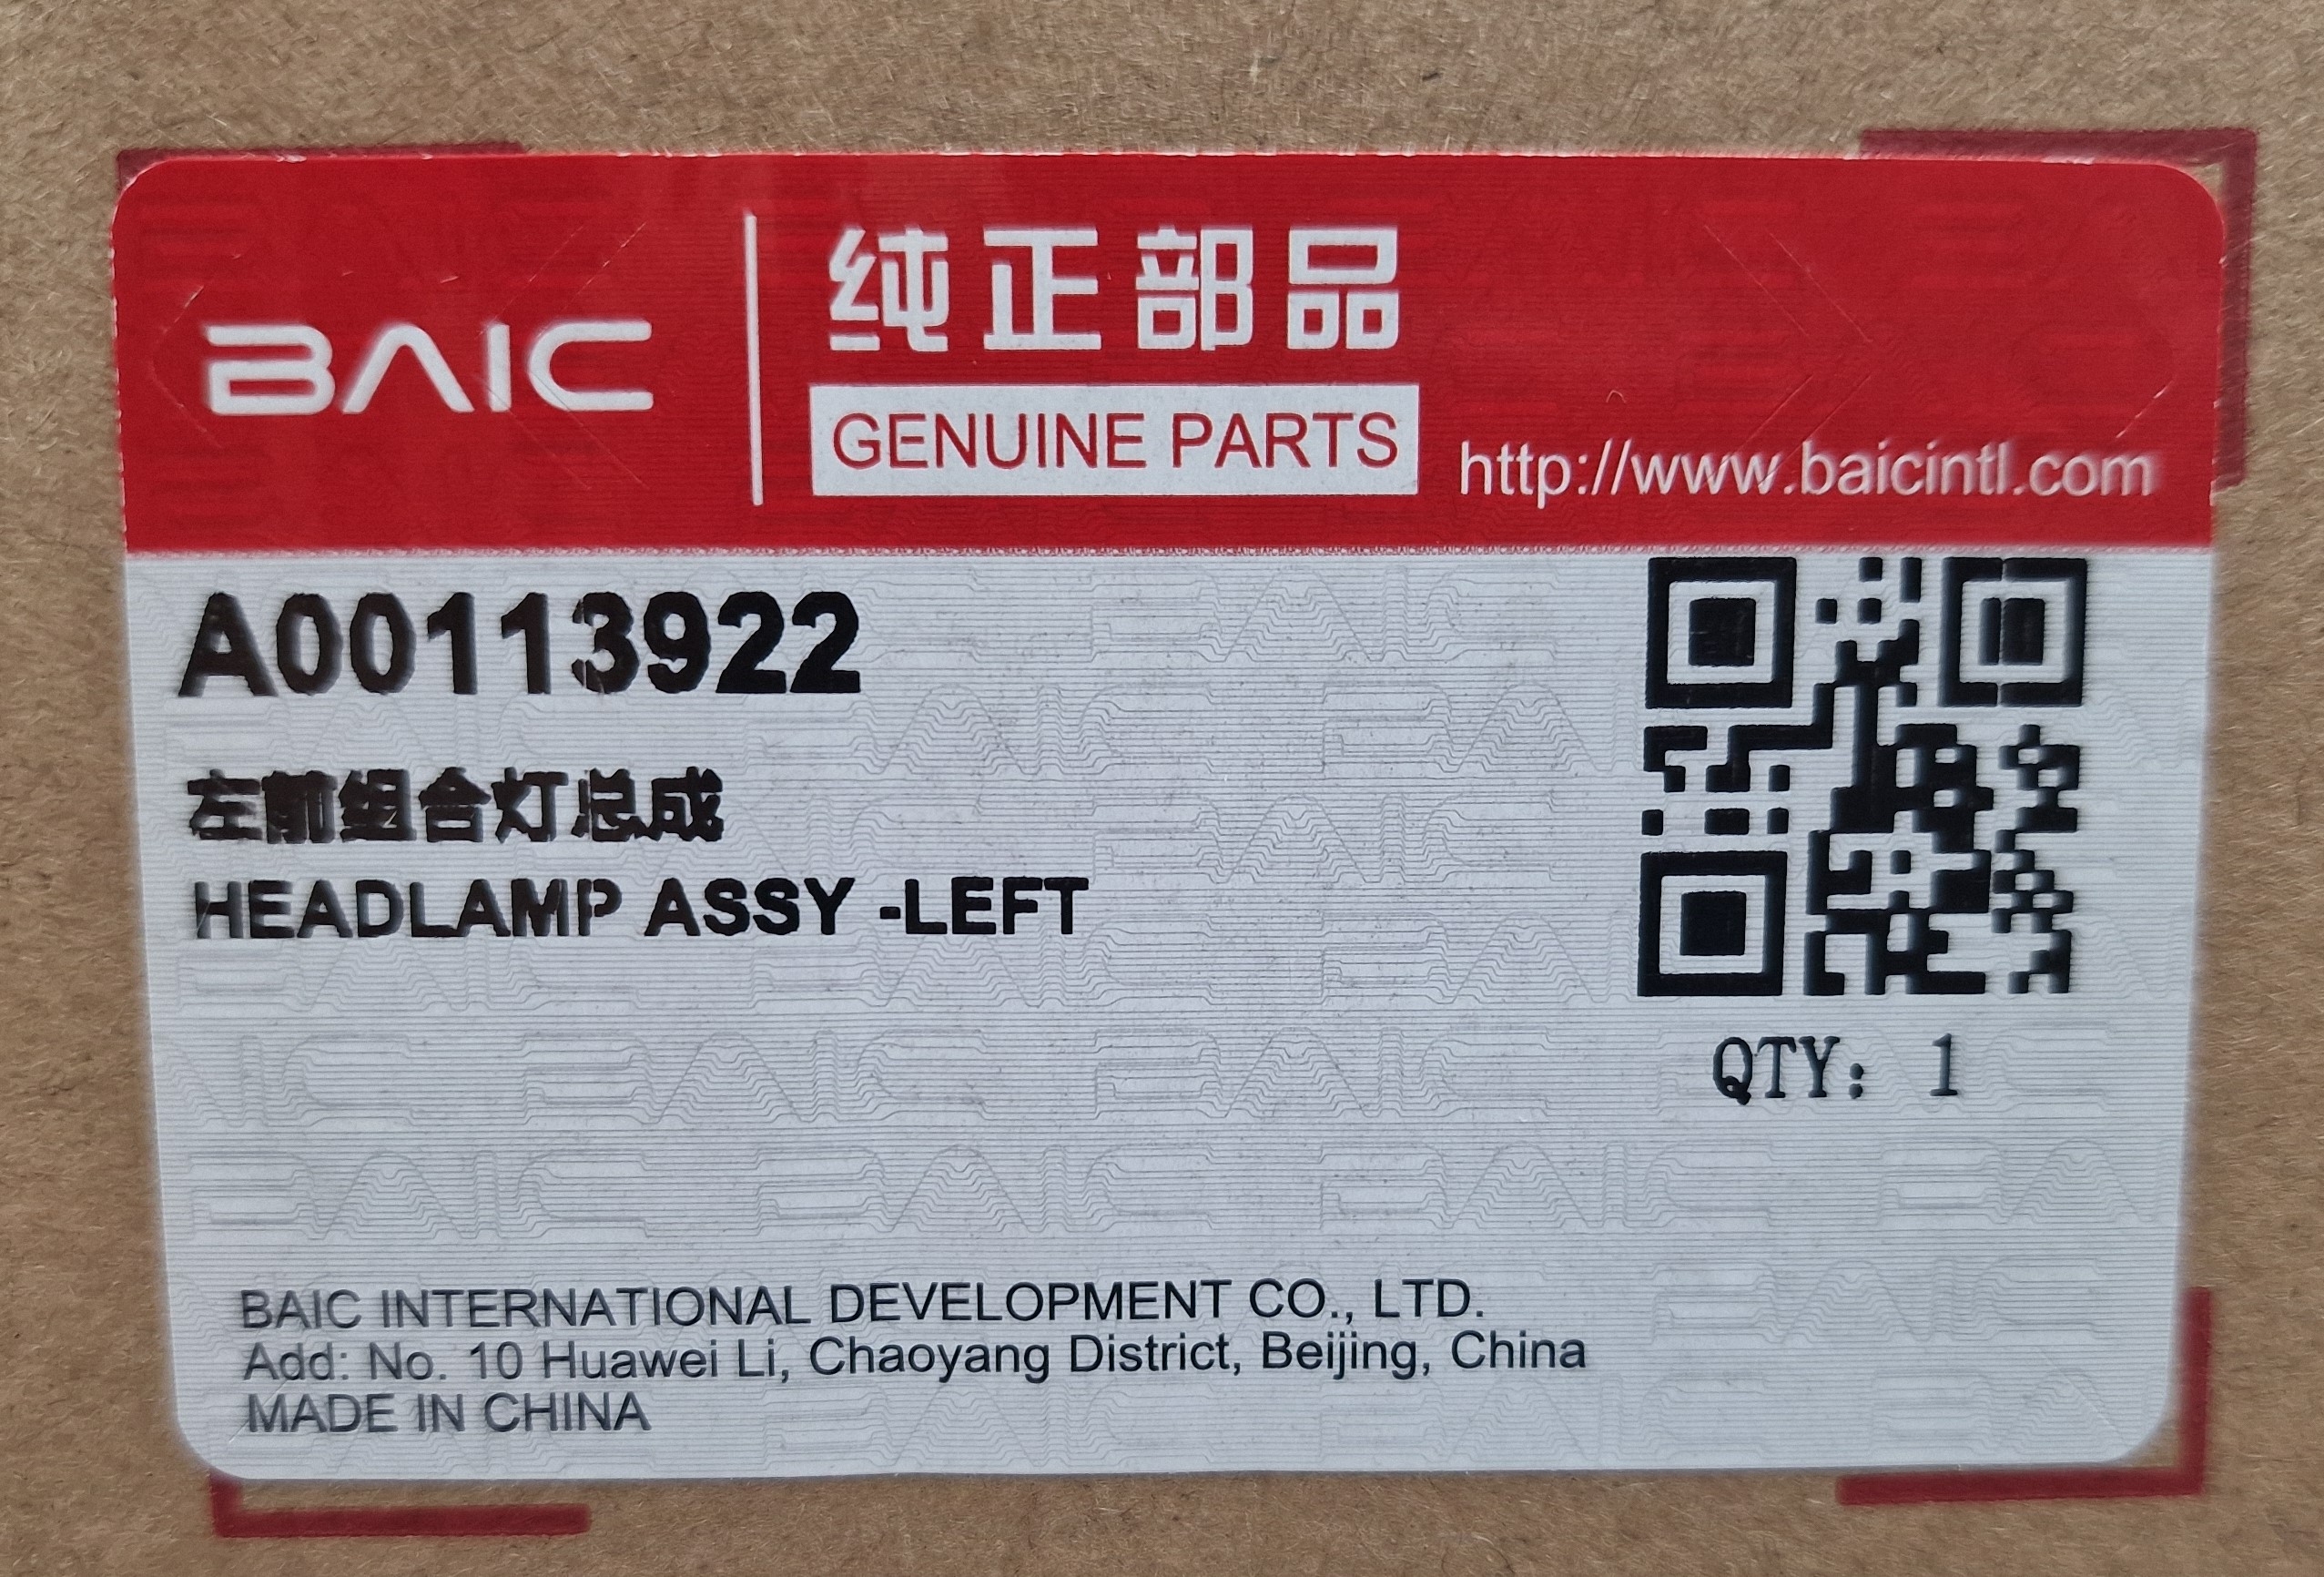 BAIC
纯正部品
GENUINE PARTS
http://www.baicintl.com
A00113922
左前组合灯总成
HEADLAMP ASSY -LEFT
QTY: 1
BAIC INTERNATIONAL DEVELOPMENT CO., LTD.
Add: No. 10 Huawei Li, Chaoyang District, Beijing, China
MADE IN CHINA